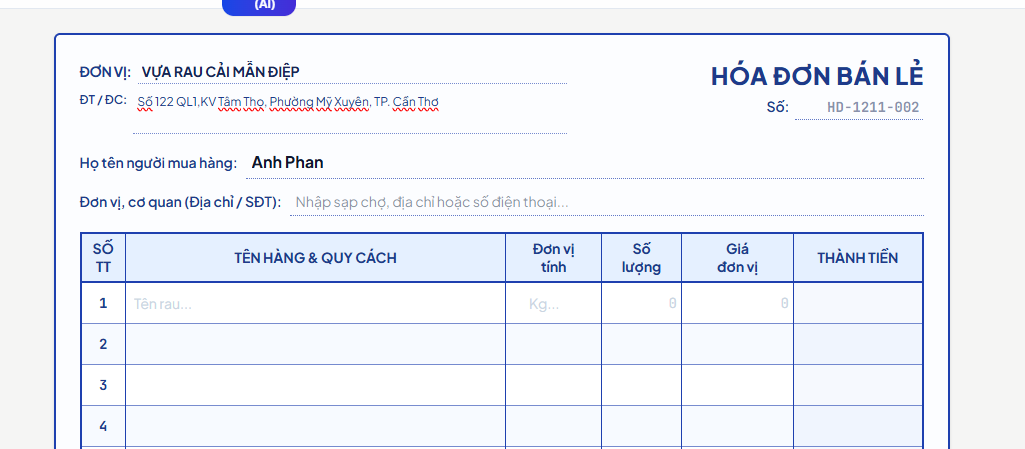 (AI)
ĐƠN VỊ: VỰA RAU CẢI MẪN ĐIỆP
HÓA ĐƠN BÁN LẺ
ĐT / ĐC: Số 122 QL1,KV Tâm Thọ, Phường Mỹ Xuyên, TP. Cần Thơ
Số: HD-1211-002
Họ tên người mua hàng: Anh Phan
Đơn vị, cơ quan (Địa chỉ / SĐT): Nhập sạp chợ, địa chỉ hoặc số điện thoại...
SỐ TT TÊN HÀNG & QUY CÁCH Đơn vị tính Số lượng Giá đơn vị THÀNH TIỀN
1 Tên rau... Kg... 0 0
2
3
4